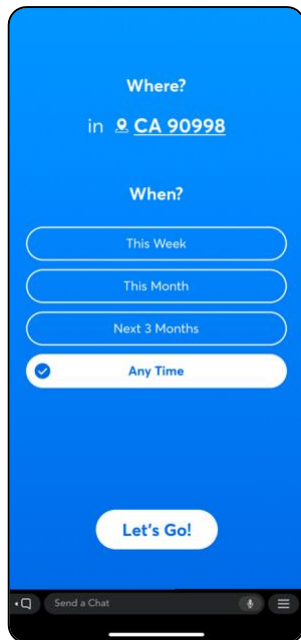 Where?
in CA 90998
When?
This Week
This Month
Next 3 Months
Any Time
Let's Go!
Send a Chat